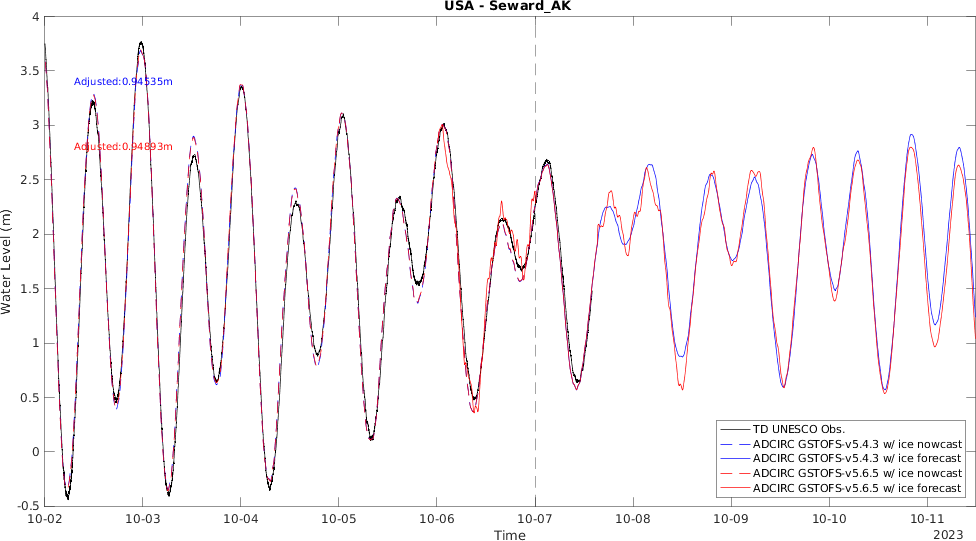 USA - Seward_AK
4
3.5
3
2.5
2
1.5
1
0.5
0
-0.5
Water Level (m)
Adjusted:0.94535m
Adjusted:0.94893m
TD UNESCO Obs.
ADCIRC GSTOFS-v5.4.3 w/ ice nowcast
ADCIRC GSTOFS-v5.4.3 w/ ice forecast
ADCIRC GSTOFS-v5.6.5 w/ ice nowcast
ADCIRC GSTOFS-v5.6.5 w/ ice forecast
10-02 10-03 10-04 10-05 10-06 10-07 10-08 10-09 10-10 10-11
Time
2023